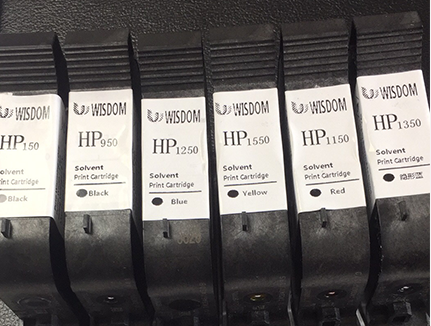 WISDOM
HP150
Solvent
Print Cartridge
Black
WISDOM
HP950
Solvent
Print Cartridge
Black
WISDOM
HP1250
Solvent
Print Cartridge
Blue
WISDOM
HP1550
Solvent
Print Cartridge
Yellow
WISDOM
HP1150
Solvent
Print Cartridge
Red
WISDOM
HP1350
Solvent
Print Cartridge